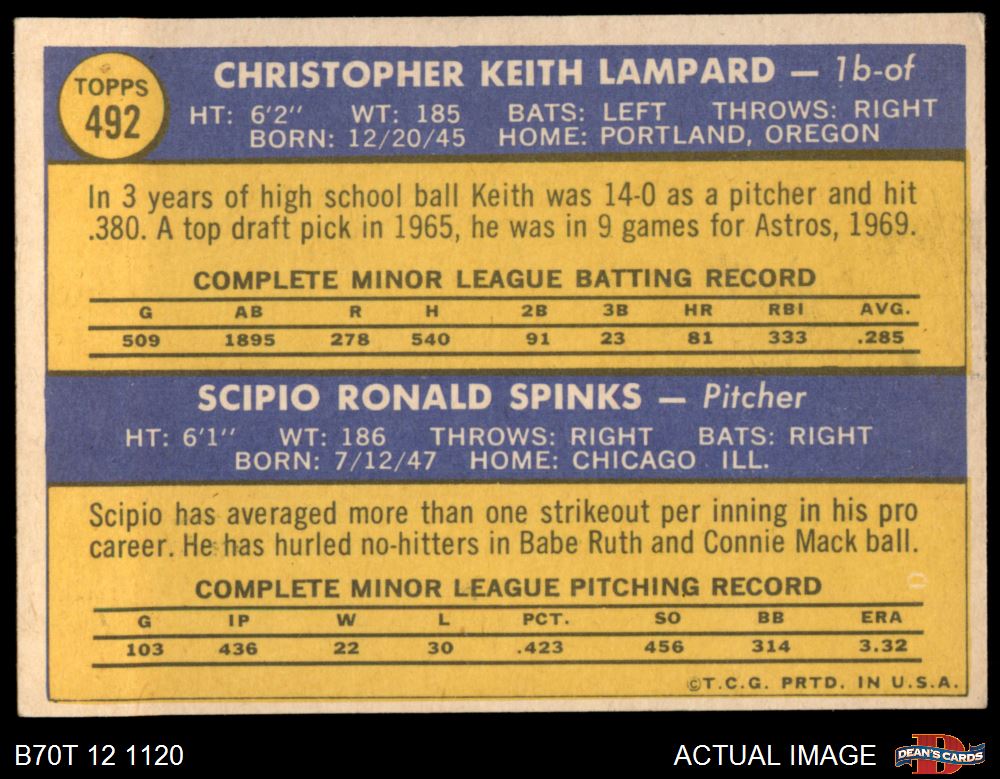 TOPPS
492
CHRISTOPHER KEITH LAMPARD — 1b-of
HT: 6'2" WT: 185 BATS: LEFT THROWS: RIGHT
BORN: 12/20/45 HOME: PORTLAND, OREGON
In 3 years of high school ball Keith was 14-0 as a pitcher and hit
.380. A top draft pick in 1965, he was in 9 games for Astros, 1969.
COMPLETE MINOR LEAGUE BATTING RECORD
G AB R H 2B 3B HR RBI AVG.
509 1895 278 540 91 23 81 333 .285
SCIPIO RONALD SPINKS — Pitcher
HT: 6'1" WT: 186 THROWS: RIGHT BATS: RIGHT
BORN: 7/12/47 HOME: CHICAGO ILL.
Scipio has averaged more than one strikeout per inning in his pro
career. He has hurled no-hitters in Babe Ruth and Connie Mack ball.
COMPLETE MINOR LEAGUE PITCHING RECORD
G IP W L PCT. SO BB ERA
103 436 22 30 .423 456 314 3.32
©T.C.G. PRTD. IN U.S.A.
B70T 12 1120 ACTUAL IMAGE DEAN'S CARDS